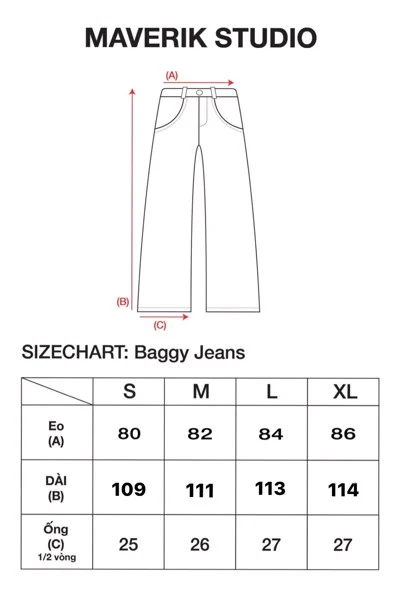 MAVERIK STUDIO
(A)
(B)
(C)
SIZECHART: Baggy Jeans
S M L XL
Eo
(A)
80 82 84 86
DÀI
(B)
109 111 113 114
Ống
(C)
1/2 vòng
25 26 27 27